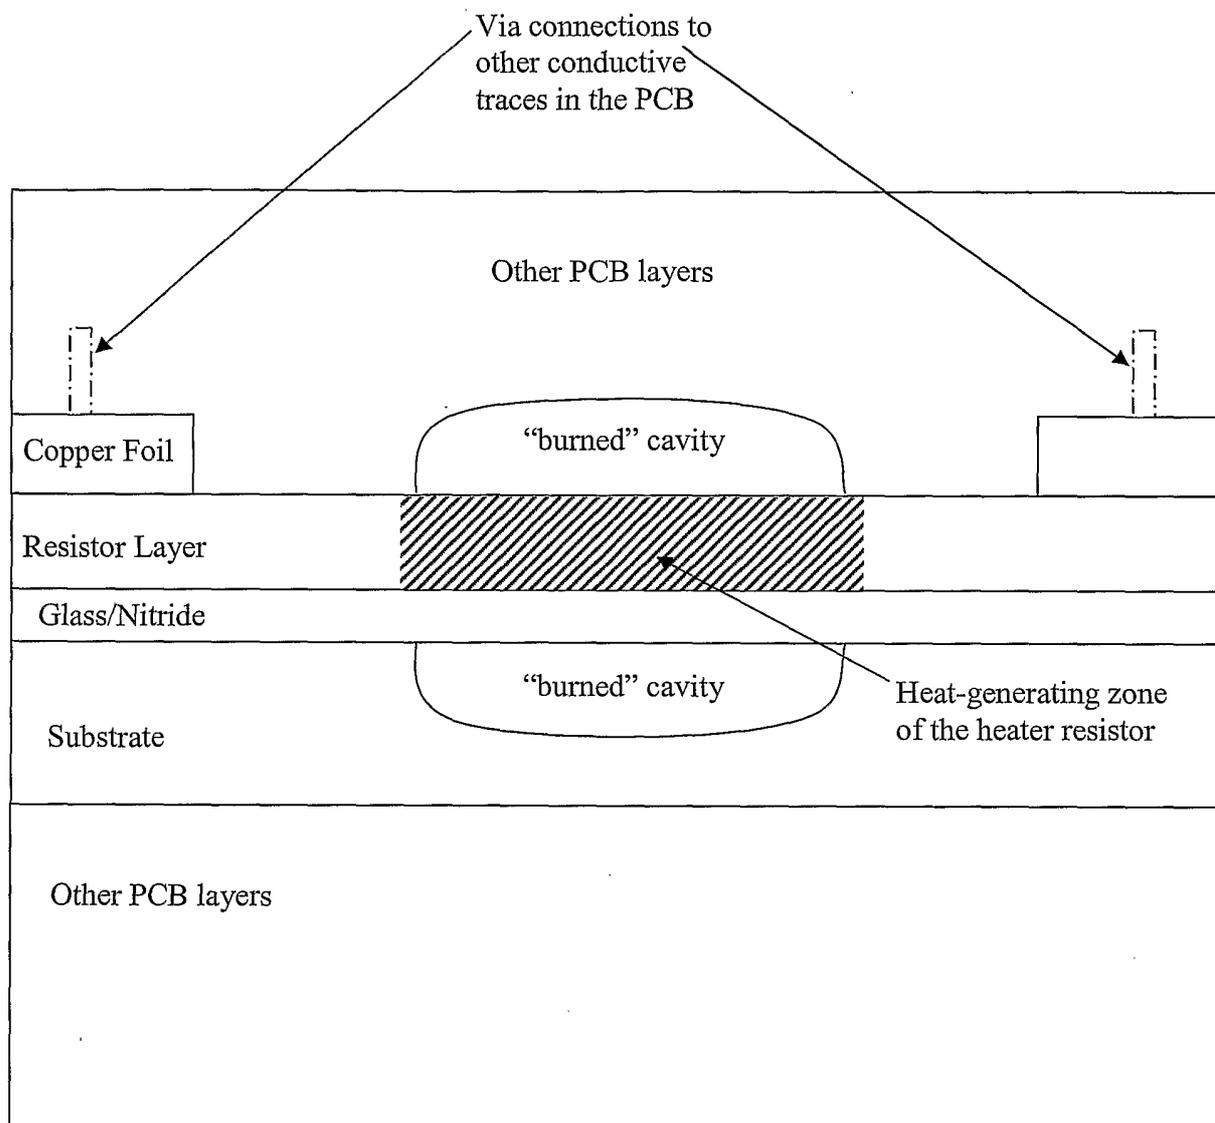 Via connections to
other conductive
traces in the PCB
Other PCB layers
“burned” cavity
Copper Foil
Resistor Layer
Glass/Nitride
“burned” cavity
Heat-generating zone
of the heater resistor
Substrate
Other PCB layers